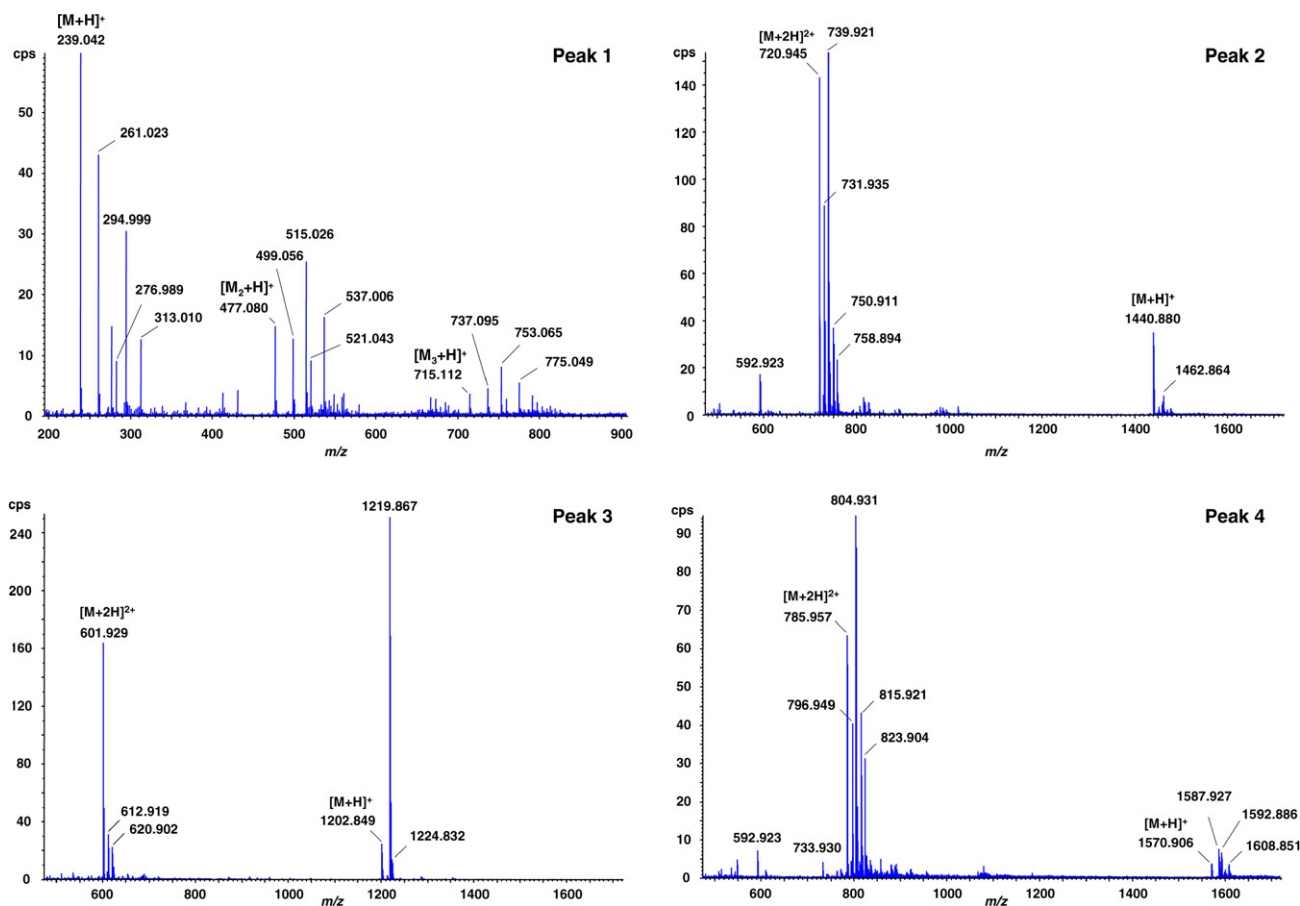 [M+H]⁺
239.042
cps
Peak 1
50
261.023
40
294.999
30
515.026
499.056
276.989
[M₂+H]⁺
477.080
537.006
20
313.010
521.043
[M₃+H]⁺
715.112
737.095
753.065
775.049
10
0
200 300 400 500 600 700 800 900
m/z
cps
[M+2H]²⁺
720.945
739.921
Peak 2
140
120
100
731.935
80
60
40
750.911
758.894
[M+H]⁺
1440.880
592.923
20
1462.864
0
600 800 1000 1200 1400 1600
m/z
cps
1219.867
Peak 3
240
200
[M+2H]²⁺
601.929
160
120
80
40
612.919
620.902
[M+H]⁺
1202.849
1224.832
0
600 800 1000 1200 1400 1600
m/z
cps
804.931
Peak 4
90
80
[M+2H]²⁺
785.957
70
60
50
796.949
815.921
40
823.904
30
20
592.923
733.930
10
1587.927
1592.886
[M+H]⁺
1570.906
1608.851
0
600 800 1000 1200 1400 1600
m/z